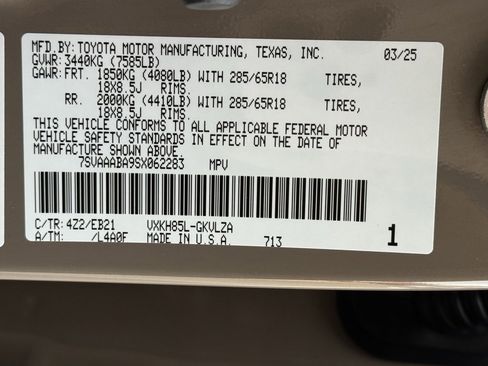 MFD.BY:TOYOTA MOTOR MANUFACTURING, TEXAS, INC. 03/25
GVWR:3440KG (7585LB)
GAWR:FRT. 1850KG (4080LB) WITH 285/65R18 TIRES,
18X8.5J RIMS.
RR. 2000KG (4410LB) WITH 285/65R18 TIRES,
18X8.5J RIMS.
THIS VEHICLE CONFORMS TO ALL APPLICABLE FEDERAL MOTOR
VEHICLE SAFETY STANDARDS IN EFFECT ON THE DATE OF
MANUFACTURE SHOWN ABOVE.
7SVAAABA9SX062283 MPV
C/TR:4Z2/EB21 VXKH85L-GKVLZA
A/TM: /L4A0F MADE IN U.S.A. 713 1